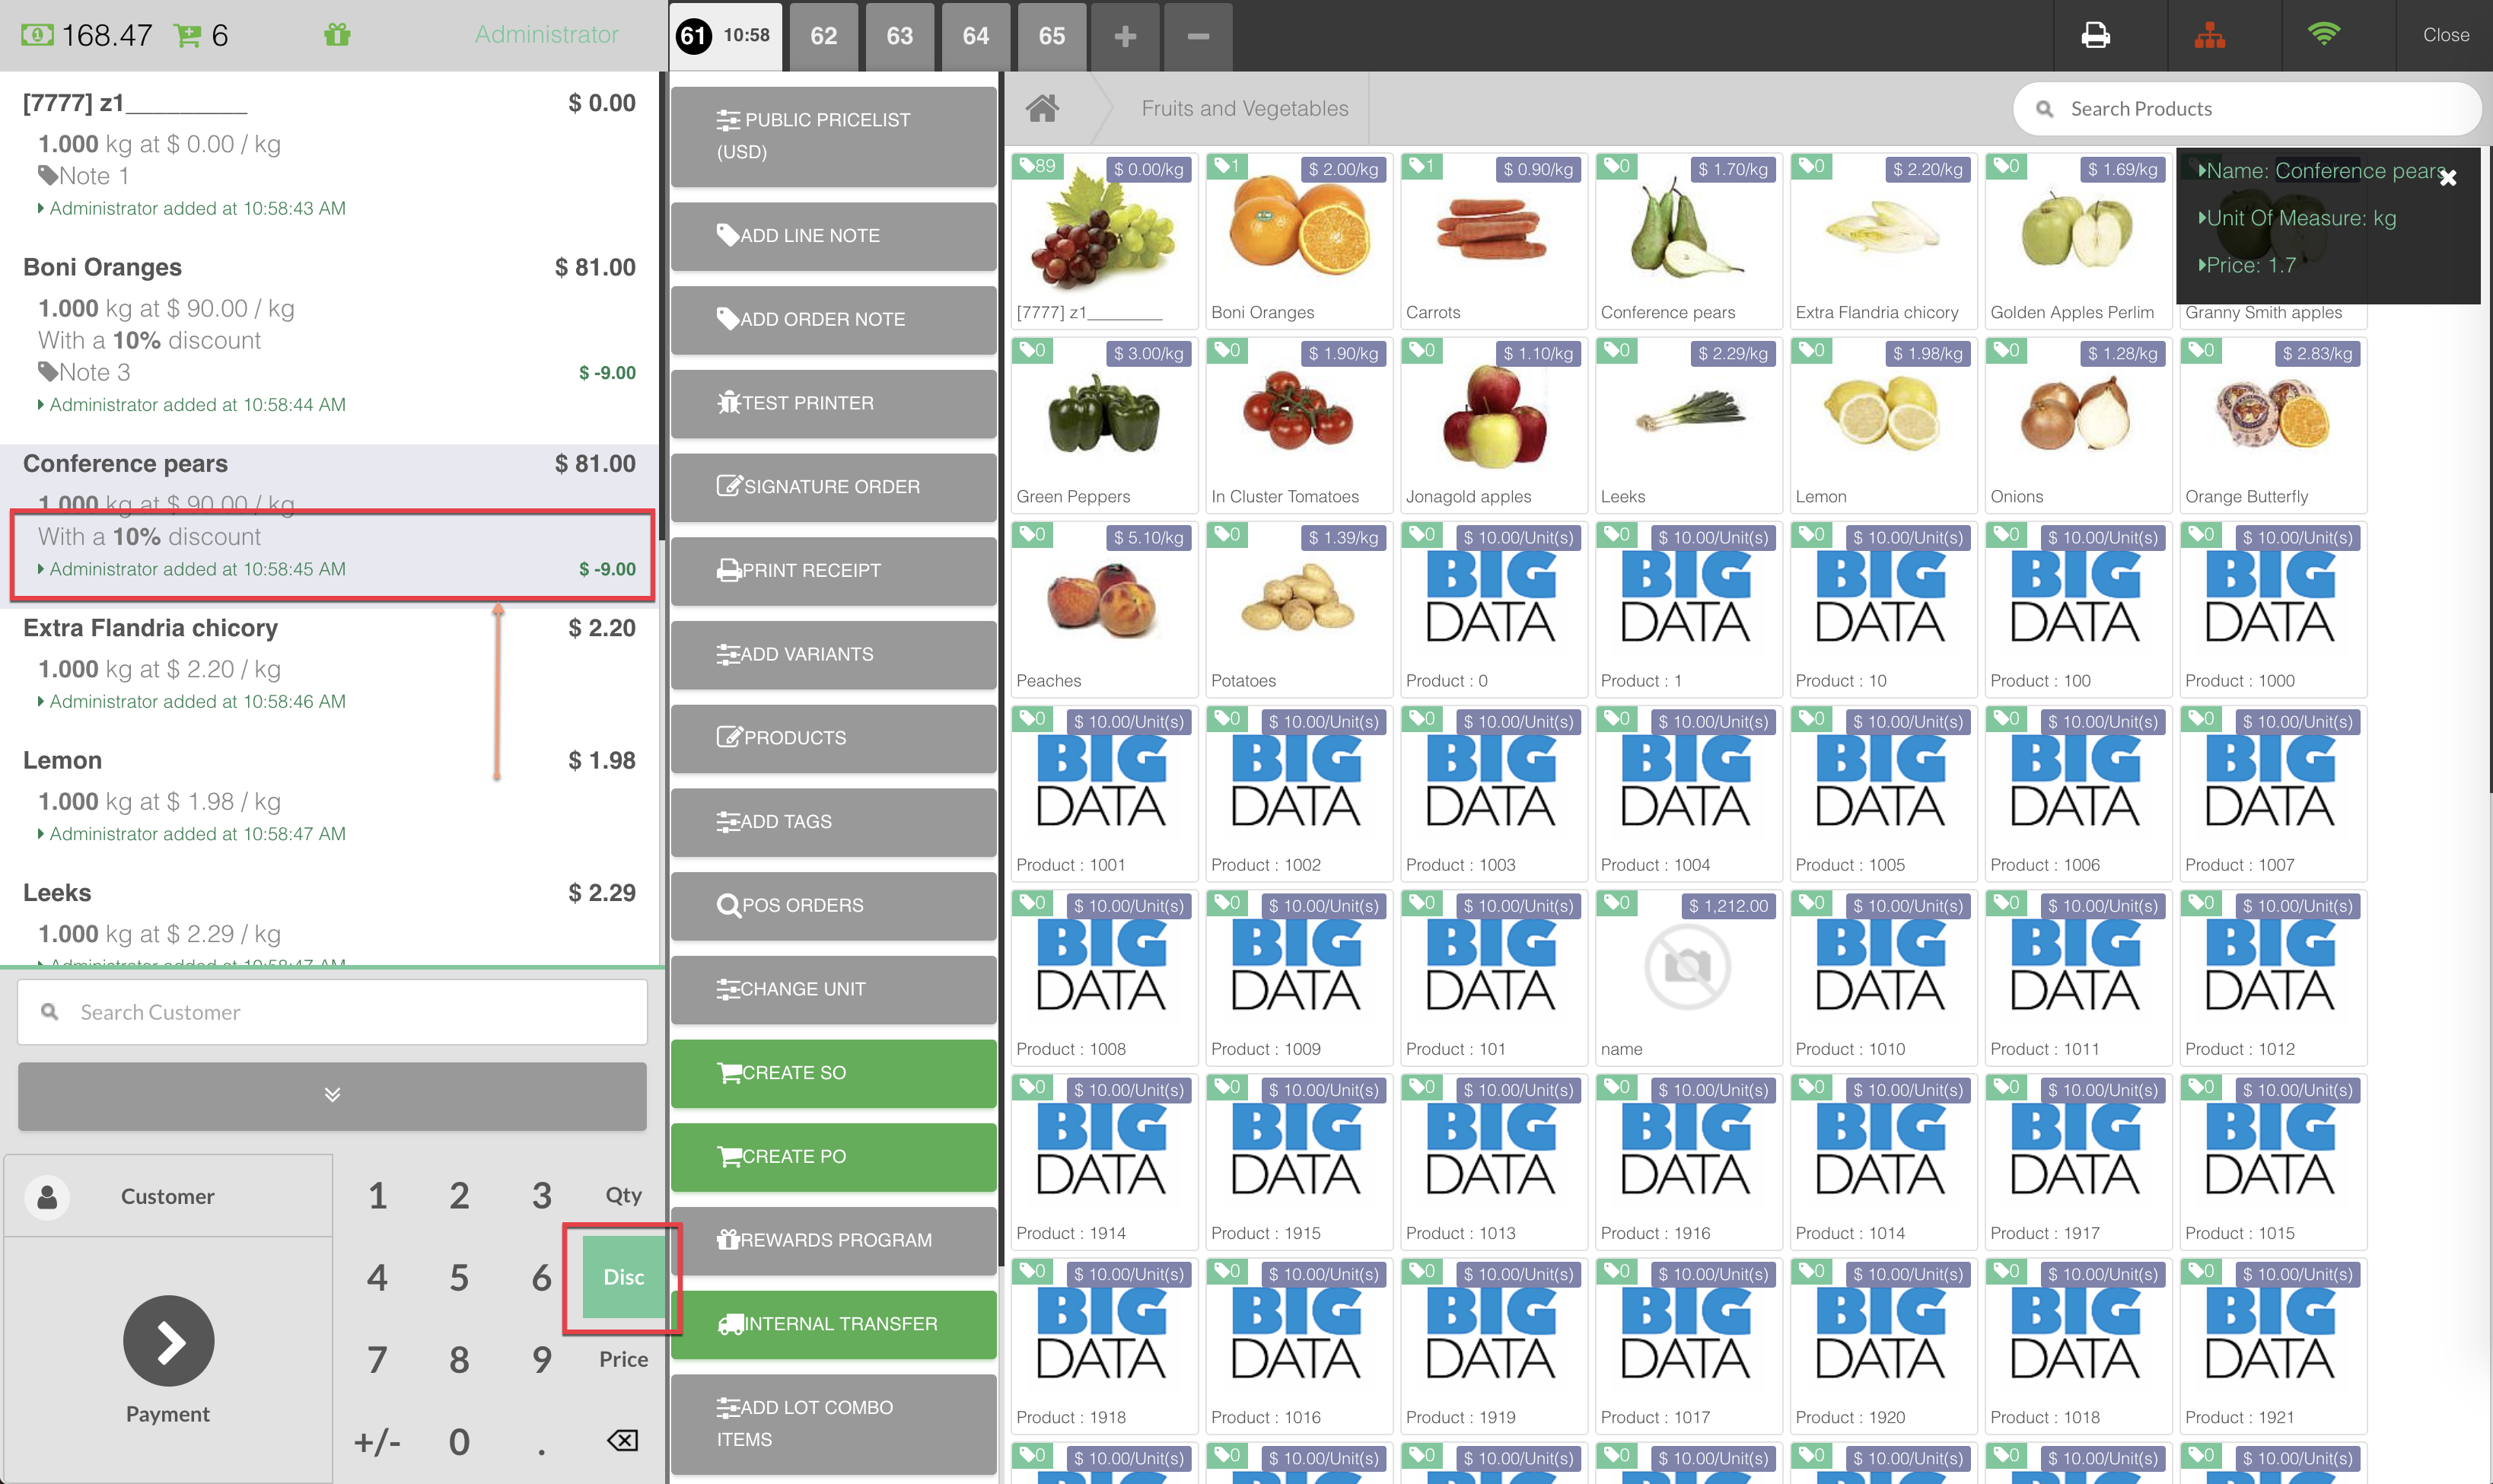 168.47 6 Administrator
61 10:58 62 63 64 65 + − Close
[7777] z1_________ $ 0.00
1.000 kg at $ 0.00 / kg
Note 1
Administrator added at 10:58:43 AM
Boni Oranges $ 81.00
1.000 kg at $ 90.00 / kg
With a 10% discount
Note 3 $ -9.00
Administrator added at 10:58:44 AM
Conference pears $ 81.00
1.000 kg at $ 90.00 / kg
With a 10% discount
Administrator added at 10:58:45 AM $ -9.00
Extra Flandria chicory $ 2.20
1.000 kg at $ 2.20 / kg
Administrator added at 10:58:46 AM
Lemon $ 1.98
1.000 kg at $ 1.98 / kg
Administrator added at 10:58:47 AM
Leeks $ 2.29
1.000 kg at $ 2.29 / kg
Administrator added at 10:58:47 AM
Search Customer
Customer
Payment
1 2 3 Qty
4 5 6 Disc
7 8 9 Price
+/- 0 .
PUBLIC PRICELIST
(USD)
ADD LINE NOTE
ADD ORDER NOTE
TEST PRINTER
SIGNATURE ORDER
PRINT RECEIPT
ADD VARIANTS
PRODUCTS
ADD TAGS
POS ORDERS
CHANGE UNIT
CREATE SO
CREATE PO
REWARDS PROGRAM
INTERNAL TRANSFER
ADD LOT COMBO
ITEMS
Fruits and Vegetables
Search Products
Name: Conference pears
Unit Of Measure: kg
Price: 1.7
89 $ 0.00/kg 1 $ 2.00/kg 1 $ 0.90/kg 0 $ 1.70/kg 0 $ 2.20/kg 0 $ 1.69/kg
[7777] z1_________ Boni Oranges Carrots Conference pears Extra Flandria chicory Golden Apples Perlim Granny Smith apples
0 $ 3.00/kg 0 $ 1.90/kg 0 $ 1.10/kg 0 $ 2.29/kg 0 $ 1.98/kg 0 $ 1.28/kg 0 $ 2.83/kg
Green Peppers In Cluster Tomatoes Jonagold apples Leeks Lemon Onions Orange Butterfly
0 $ 5.10/kg 0 $ 1.39/kg 0 $ 10.00/Unit(s) 0 $ 10.00/Unit(s) 0 $ 10.00/Unit(s) 0 $ 10.00/Unit(s) 0 $ 10.00/Unit(s)
BIG BIG BIG BIG BIG
DATA DATA DATA DATA DATA
Peaches Potatoes Product : 0 Product : 1 Product : 10 Product : 100 Product : 1000
0 $ 10.00/Unit(s) 0 $ 10.00/Unit(s) 0 $ 10.00/Unit(s) 0 $ 10.00/Unit(s) 0 $ 10.00/Unit(s) 0 $ 10.00/Unit(s) 0 $ 10.00/Unit(s)
BIG BIG BIG BIG BIG BIG BIG
DATA DATA DATA DATA DATA DATA DATA
Product : 1001 Product : 1002 Product : 1003 Product : 1004 Product : 1005 Product : 1006 Product : 1007
0 $ 10.00/Unit(s) 0 $ 10.00/Unit(s) 0 $ 10.00/Unit(s) 0 $ 1,212.00 0 $ 10.00/Unit(s) 0 $ 10.00/Unit(s) 0 $ 10.00/Unit(s)
BIG BIG BIG BIG BIG BIG
DATA DATA DATA DATA DATA DATA
Product : 1008 Product : 1009 Product : 101 name Product : 1010 Product : 1011 Product : 1012
0 $ 10.00/Unit(s) 0 $ 10.00/Unit(s) 0 $ 10.00/Unit(s) 0 $ 10.00/Unit(s) 0 $ 10.00/Unit(s) 0 $ 10.00/Unit(s) 0 $ 10.00/Unit(s)
BIG BIG BIG BIG BIG BIG BIG
DATA DATA DATA DATA DATA DATA DATA
Product : 1914 Product : 1915 Product : 1013 Product : 1916 Product : 1014 Product : 1917 Product : 1015
0 $ 10.00/Unit(s) 0 $ 10.00/Unit(s) 0 $ 10.00/Unit(s) 0 $ 10.00/Unit(s) 0 $ 10.00/Unit(s) 0 $ 10.00/Unit(s) 0 $ 10.00/Unit(s)
BIG BIG BIG BIG BIG BIG BIG
DATA DATA DATA DATA DATA DATA DATA
Product : 1918 Product : 1016 Product : 1919 Product : 1017 Product : 1920 Product : 1018 Product : 1921
0 $ 10.00/Unit(s) 0 $ 10.00/Unit(s) 0 $ 10.00/Unit(s) 0 $ 10.00/Unit(s) 0 $ 10.00/Unit(s) 0 $ 10.00/Unit(s) 0 $ 10.00/Unit(s)